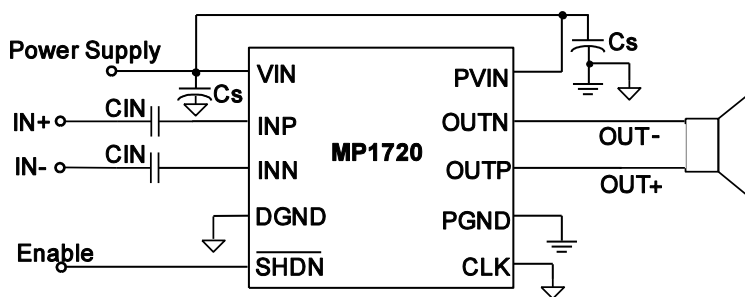 Power Supply
Cs
Cs
VIN
PVIN
CIN
IN+
INP
OUTN
OUT-
CIN
IN-
INN
MP1720
OUTP
OUT+
DGND
PGND
Enable
SHDN
CLK